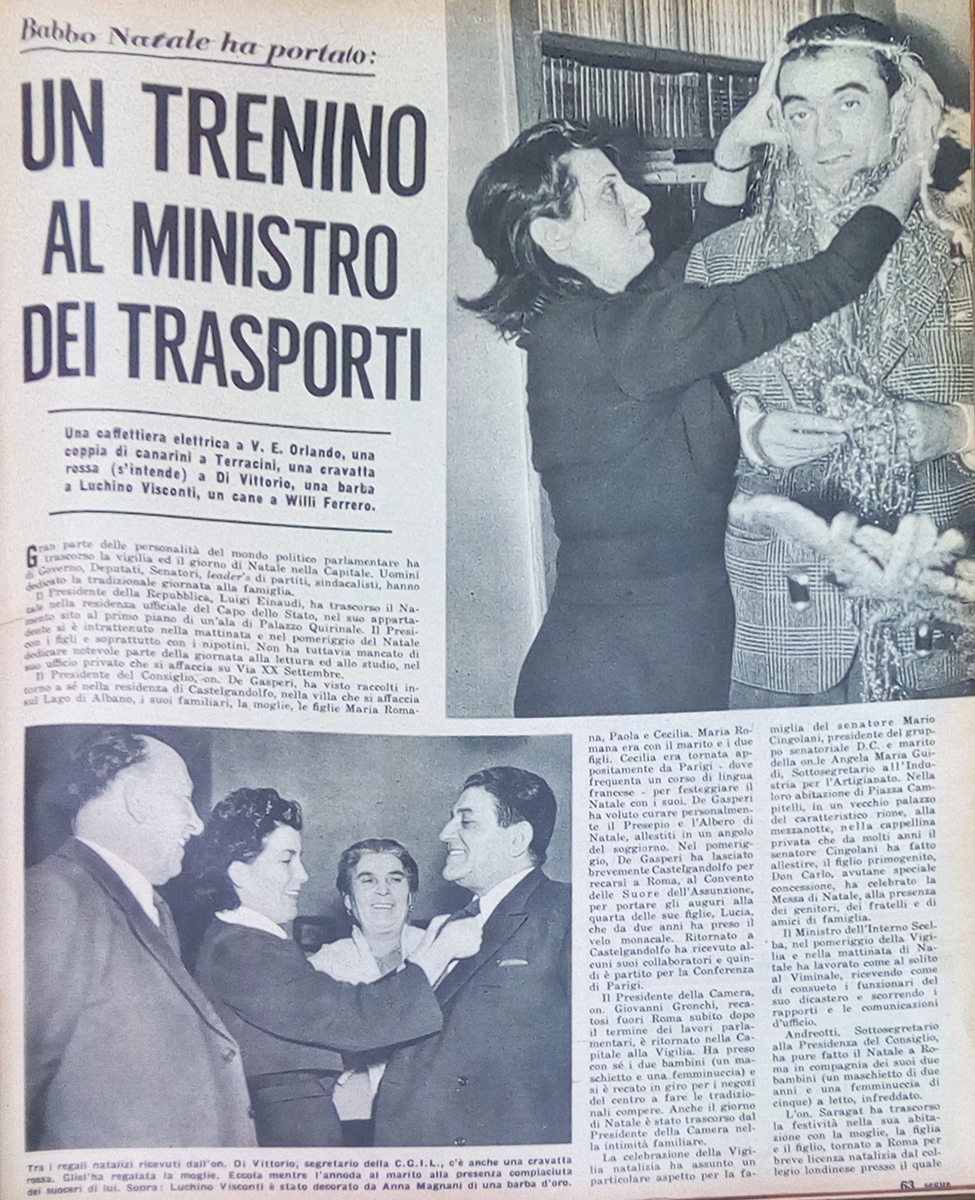 Babbo Natale ha portato:
UN TRENINO
AL MINISTRO
DEI TRASPORTI
Una caffettiera elettrica a V. E. Orlando, una
coppia di canarini a Terracini, una cravatta
rossa (s'intende) a Di Vittorio, una barba
a Luchino Visconti, un cane a Willi Ferrero.
Gran parte delle personalità del mondo politico parlamentare ha
trascorso la vigilia ed il giorno di Natale nella Capitale. Uomini
di Governo, Deputati, Senatori, leader's di partiti, sindacalisti, hanno
dedicato la tradizionale giornata alla famiglia.
Il Presidente della Repubblica, Luigi Einaudi, ha trascorso il Na-
tale nella residenza ufficiale del Capo dello Stato, nel suo apparta-
mento sito al primo piano di un'ala di Palazzo Quirinale. Il Presi-
dente si è intrattenuto nella mattinata e nel pomeriggio del Natale
con i figli e soprattutto con i nipotini. Non ha tuttavia mancato di
dedicare notevole parte della giornata alla lettura ed allo studio, nel
suo ufficio privato che si affaccia su Via XX Settembre.
Il Presidente del Consiglio, on. De Gasperi, ha visto raccolti in-
torno a sé nella residenza di Castelgandolfo, nella villa che si affaccia
sul Lago di Albano, i suoi familiari, la moglie, le figlie Maria Roma-
na, Paola e Cecilia. Maria Ro-
mana era con il marito e i due
figli. Cecilia era tornata ap-
positamente da Parigi - dove
frequenta un corso di lingua
francese - per festeggiare il
Natale con i suoi. De Gasperi
ha voluto curare personalmen-
te il Presepio e l'Albero di
Natale, allestiti in un angolo
del soggiorno. Nel pomerig-
gio, De Gasperi ha lasciato
brevemente Castelgandolfo per
recarsi a Roma, al Convento
delle Suore dell'Assunzione,
per portare gli auguri alla
quarta delle sue figlie, Lucia,
che da due anni ha preso il
velo monacale. Ritornato a
Castelgandolfo ha ricevuto al-
cuni suoi collaboratori e quin-
di è partito per la Conferenza
di Parigi.
Il Presidente della Camera,
on. Giovanni Gronchi, reca-
tosi fuori Roma subito dopo
il termine dei lavori parla-
mentari, è ritornato nella Ca-
pitale alla Vigilia. Ha preso
con sé i due bambini (un ma-
schietto e una femminuccia) e
si è recato in giro per i negozi
del centro a fare le tradizio-
nali compere. Anche il giorno
di Natale è stato trascorso dal
Presidente della Camera nel-
la intimità familiare.
La celebrazione della Vigi-
lia natalizia ha assunto un
particolare aspetto per la fa-
miglia del senatore Mario
Cingolani, presidente del grup-
po senatoriale D.C. e marito
della on.le Angela Maria Gui-
di, Sottosegretario all'Indu-
stria per l'Artigianato. Nella
loro abitazione di Piazza Cam-
pitelli, in un vecchio palazzo
del caratteristico rione, alla
mezzanotte, nella cappellina
privata che da molti anni il
senatore Cingolani ha fatto
allestire, il figlio primogenito,
Don Carlo, avutane speciale
concessione, ha celebrato la
Messa di Natale, alla presenza
dei genitori, dei fratelli e di
amici di famiglia.
Il Ministro dell'Interno Scel-
ba, nel pomeriggio della Vigi-
lia e nella mattinata di Na-
tale ha lavorato come al solito
al Viminale, ricevendo come
di consueto i funzionari del
suo dicastero e scorrendo i
rapporti e le comunicazioni
d'ufficio.
Andreotti, Sottosegretario
alla Presidenza del Consiglio,
ha pure fatto il Natale a Ro-
ma in compagnia dei suoi due
bambini (un maschietto di due
anni e una femminuccia di
cinque) a letto, infreddato.
L'on. Saragat ha trascorso
la festività nella sua abita-
zione con la moglie, la figlia
e il figlio, tornato a Roma per
breve licenza natalizia dal col-
legio londinese presso il quale
Tra i regali natalizi ricevuti dall'on. Di Vittorio, segretario della C.G.I.L., c'è anche una cravatta
rossa. Gliel'ha regalata la moglie. Eccola mentre l'annoda al marito alla presenza compiaciuta
dei suoceri di lui. Sopra: Luchino Visconti è stato decorato da Anna Magnani di una barba d'oro.
63